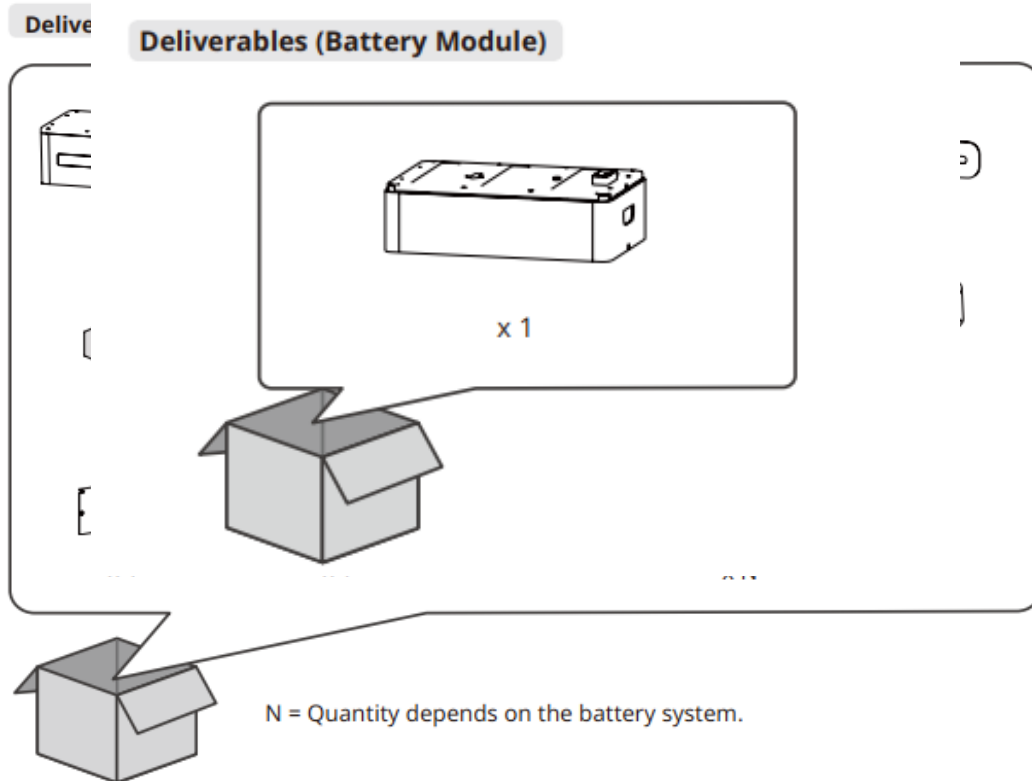 Delive
Deliverables (Battery Module)
x 1
N = Quantity depends on the battery system.